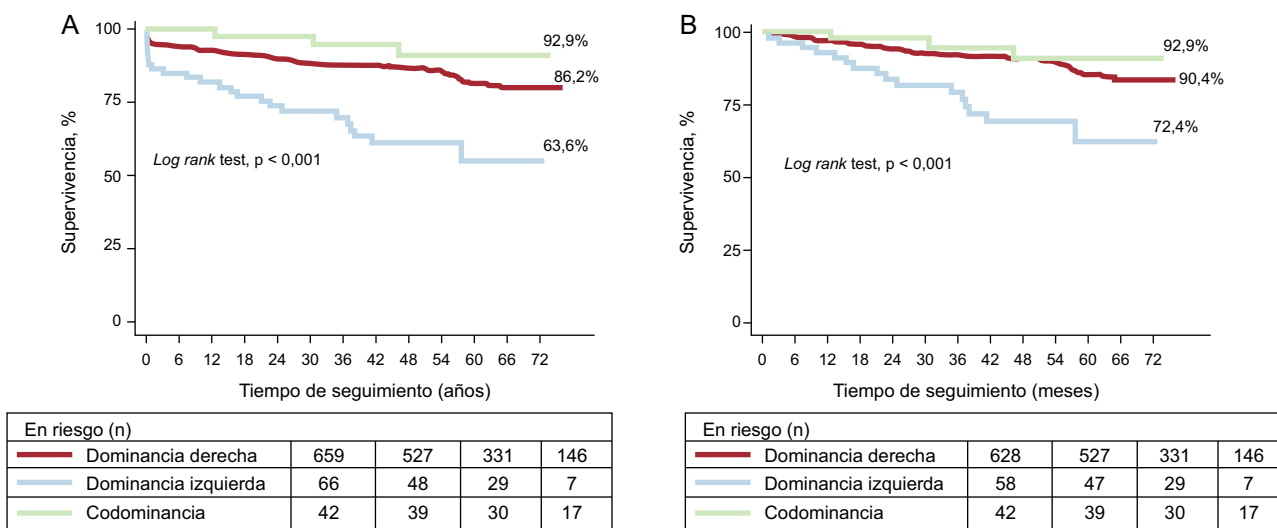 A
Supervivencia, %
100
75
50
25
0
92,9%
86,2%
63,6%
Log rank test, p < 0,001
0 6 12 18 24 30 36 42 48 54 60 66 72
Tiempo de seguimiento (años)
En riesgo (n)
Dominancia derecha 659 527 331 146
Dominancia izquierda 66 48 29 7
Codominancia 42 39 30 17
B
Supervivencia, %
100
75
50
25
0
92,9%
90,4%
72,4%
Log rank test, p < 0,001
0 6 12 18 24 30 36 42 48 54 60 66 72
Tiempo de seguimiento (meses)
En riesgo (n)
Dominancia derecha 628 527 331 146
Dominancia izquierda 58 47 29 7
Codominancia 42 39 30 17